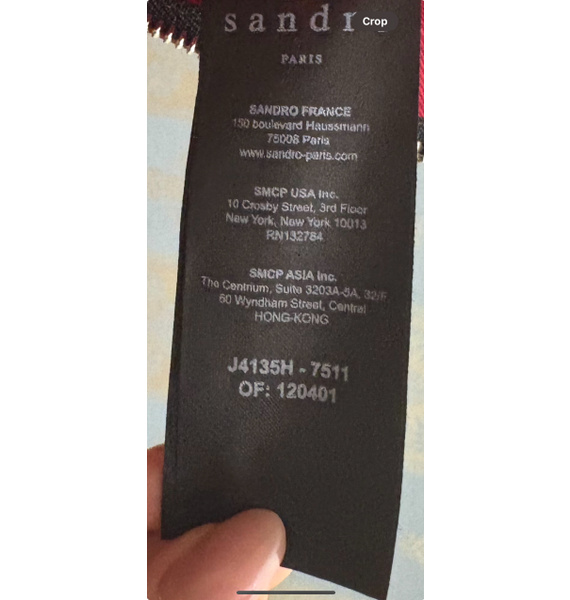 sandr
Crop
PARIS
SANDRO FRANCE
150 boulevard Haussmann
75008 Paris
www.sandro-paris.com
SMCP USA Inc.
10 Crosby Street, 3rd Floor
New York, New York 10013
RN132784
SMCP ASIA Inc.
The Centrium, Suite 3203A-5A, 32/F
60 Wyndham Street, Central
HONG-KONG
J4135H - 7511
OF: 120401